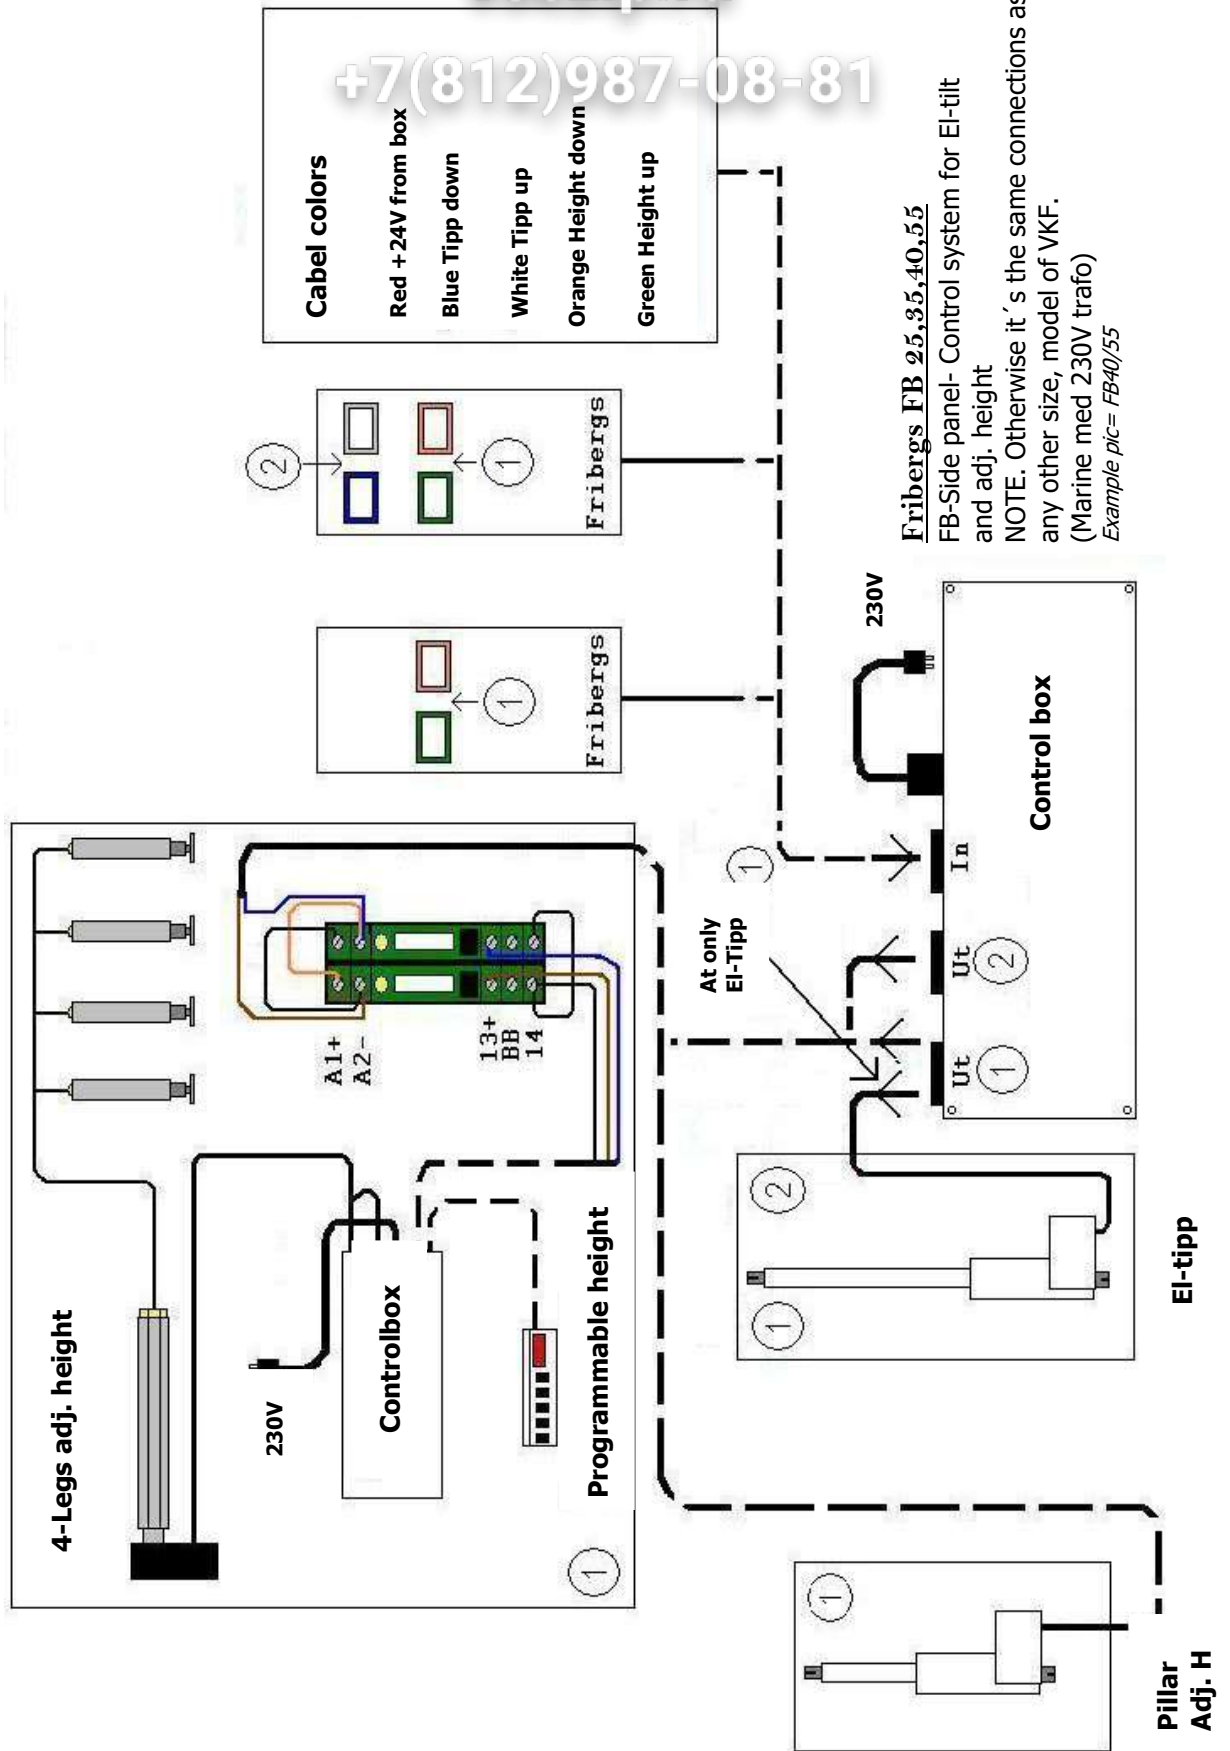 +7(812)987-08-81
Cabel colors
Red +24V from box
Blue Tipp down
White Tipp up
Orange Height down
Green Height up
2
1
Fribergs
1
Fribergs
Fribergs FB 25,35,40,55
FB-Side panel- Control system for El-tilt
and adj. height
NOTE. Otherwise it´s the same connections as
any other size, model of VKF.
(Marine med 230V trafo)
Example pic= FB40/55
4-Legs adj. height
230V
Controlbox
Programmable height
1
A1+
A2-
13+
BB
14
At only
El-Tipp
1
230V
Control box
In
Ut
2
Ut
1
2
1
El-tipp
1
Pillar
Adj. H